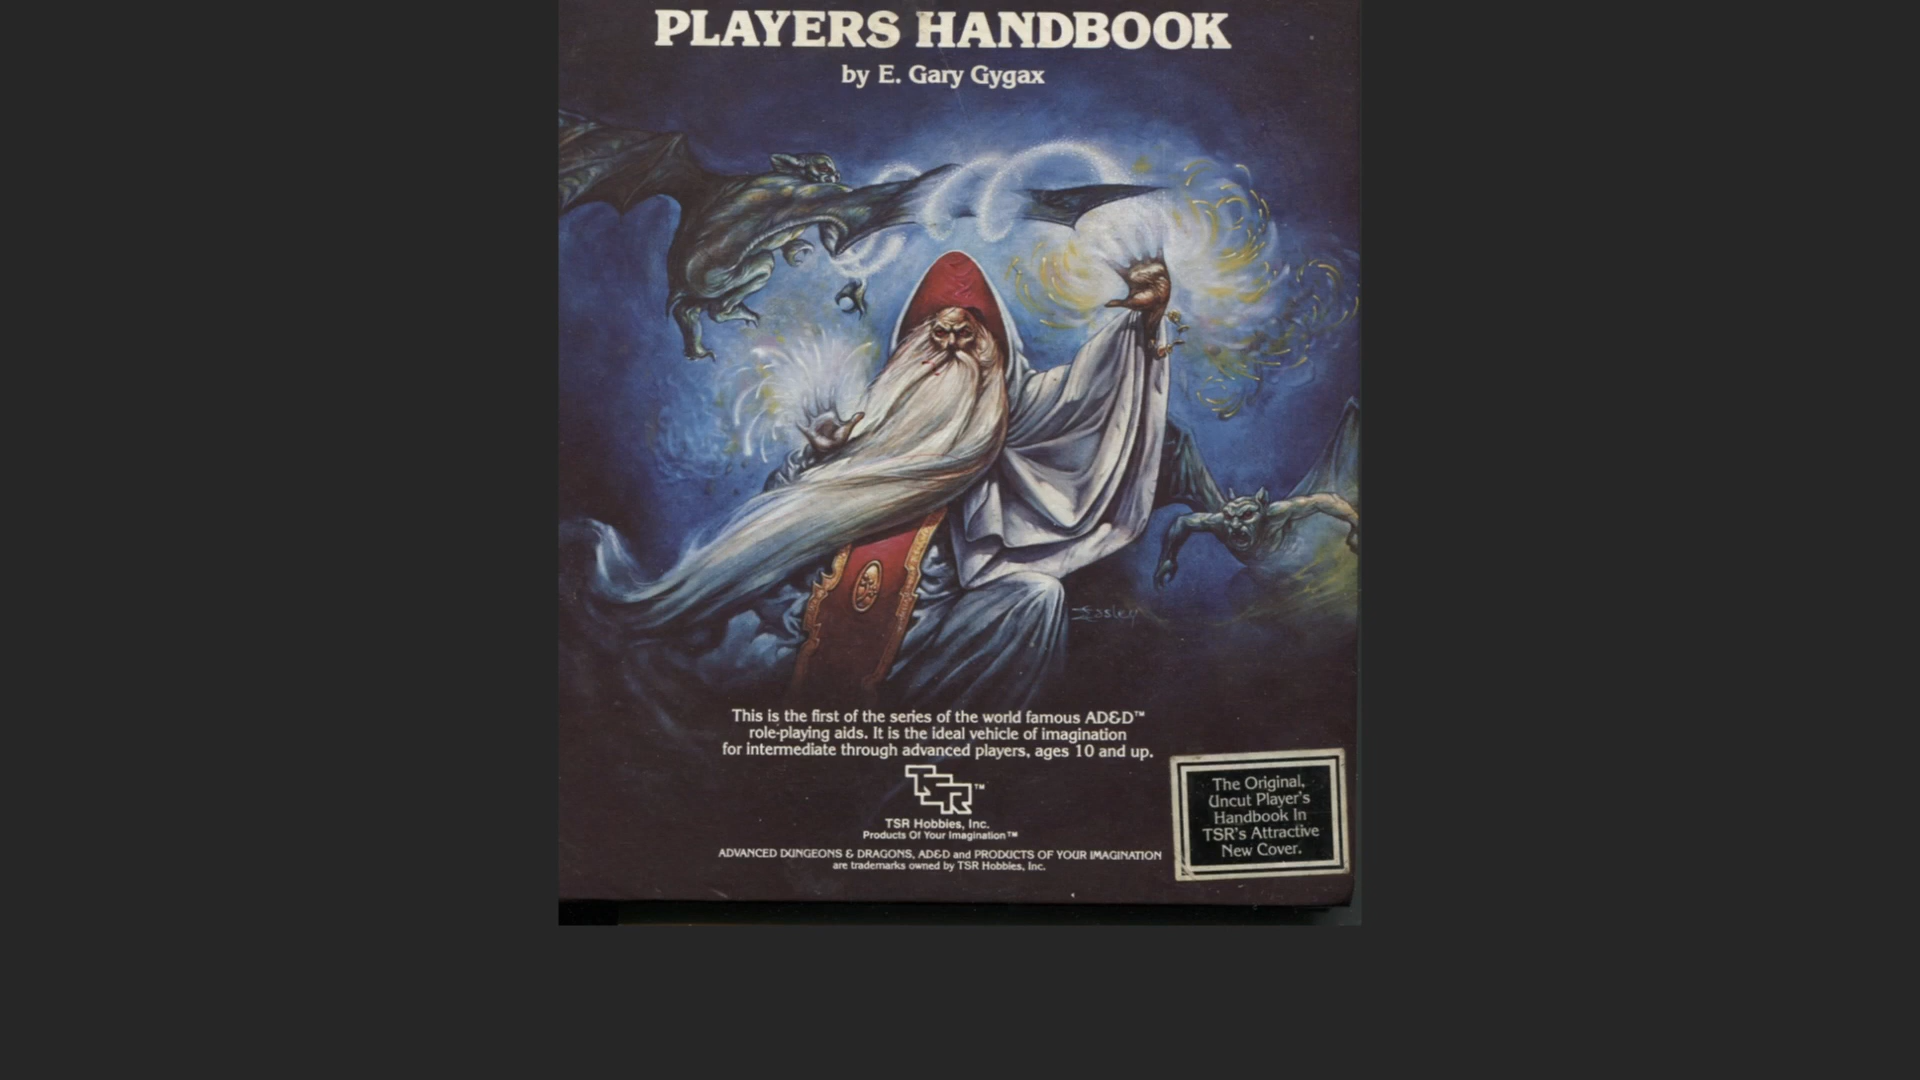 PLAYERS HANDBOOK
by E. Gary Gygax
Easley
This is the first of the series of the world famous AD&D™
role-playing aids. It is the ideal vehicle of imagination
for intermediate through advanced players, ages 10 and up.
TSR™
TSR Hobbies, Inc.
Products Of Your Imagination™
ADVANCED DUNGEONS & DRAGONS, AD&D and PRODUCTS OF YOUR IMAGINATION
are trademarks owned by TSR Hobbies, Inc.
The Original,
Uncut Player's
Handbook In
TSR's Attractive
New Cover.